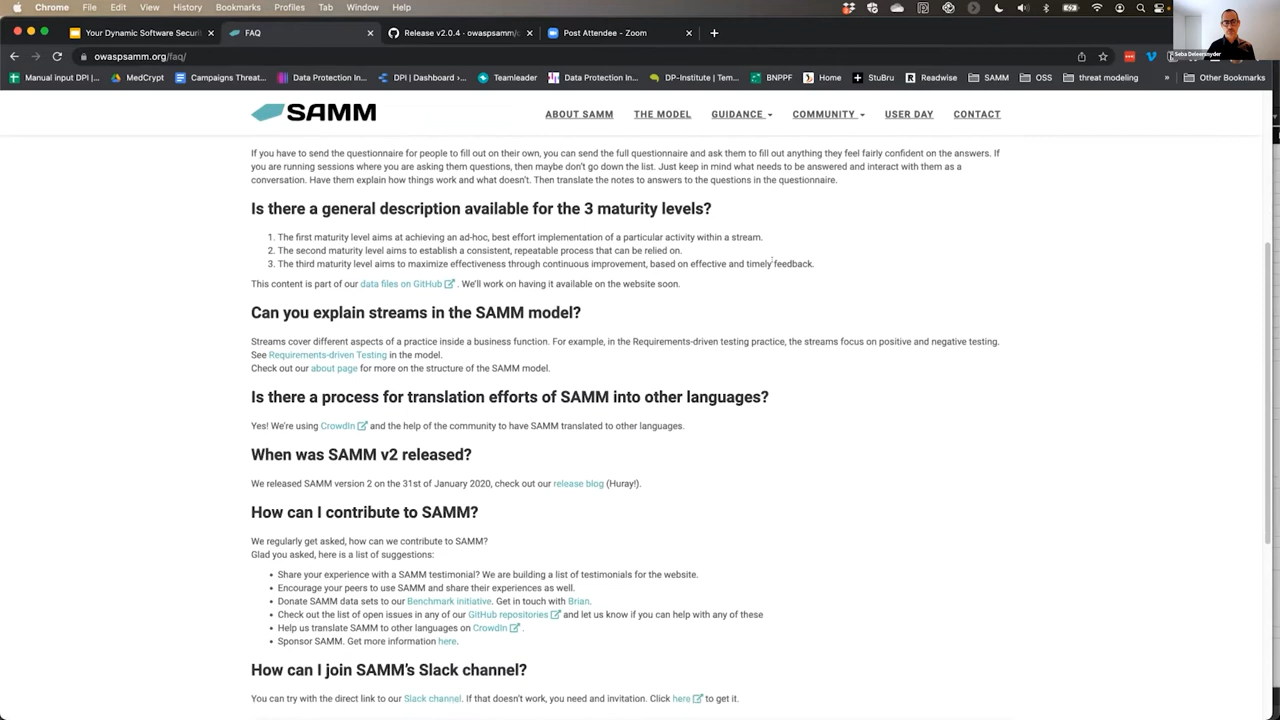 Chrome File Edit View History Bookmarks Profiles Tab Window Help
Your Dynamic Software Securi
FAQ
Release v2.0.4 · owaspsamm/c
Post Attendee - Zoom
owaspsamm.org/faq/
Manual input DPI | MedCrypt Campaigns Threat... Data Protection In... DPI | Dashboard ›... Teamleader Data Protection In... DP-Institute | Tem... BNPPF Home StuBru Readwise SAMM OSS threat modeling » Other Bookmarks
Seba Deleersnyder
SAMM
ABOUT SAMM THE MODEL GUIDANCE COMMUNITY USER DAY CONTACT
If you have to send the questionnaire for people to fill out on their own, you can send the full questionnaire and ask them to fill out anything they feel fairly confident on the answers. If
you are running sessions where you are asking them questions, then maybe don't go down the list. Just keep in mind what needs to be answered and interact with them as a
conversation. Have them explain how things work and what doesn't. Then translate the notes to answers to the questions in the questionnaire.
Is there a general description available for the 3 maturity levels?
1. The first maturity level aims at achieving an ad-hoc, best effort implementation of a particular activity within a stream.
2. The second maturity level aims to establish a consistent, repeatable process that can be relied on.
3. The third maturity level aims to maximize effectiveness through continuous improvement, based on effective and timely feedback.
This content is part of our data files on GitHub . We'll work on having it available on the website soon.
Can you explain streams in the SAMM model?
Streams cover different aspects of a practice inside a business function. For example, in the Requirements-driven testing practice, the streams focus on positive and negative testing.
See Requirements-driven Testing in the model.
Check out our about page for more on the structure of the SAMM model.
Is there a process for translation efforts of SAMM into other languages?
Yes! We're using CrowdIn and the help of the community to have SAMM translated to other languages.
When was SAMM v2 released?
We released SAMM version 2 on the 31st of January 2020, check out our release blog (Huray!).
How can I contribute to SAMM?
We regularly get asked, how can we contribute to SAMM?
Glad you asked, here is a list of suggestions:
• Share your experience with a SAMM testimonial? We are building a list of testimonials for the website.
• Encourage your peers to use SAMM and share their experiences as well.
• Donate SAMM data sets to our Benchmark initiative. Get in touch with Brian.
• Check out the list of open issues in any of our GitHub repositories and let us know if you can help with any of these
• Help us translate SAMM to other languages on CrowdIn .
• Sponsor SAMM. Get more information here.
How can I join SAMM's Slack channel?
You can try with the direct link to our Slack channel. If that doesn't work, you need and invitation. Click here to get it.